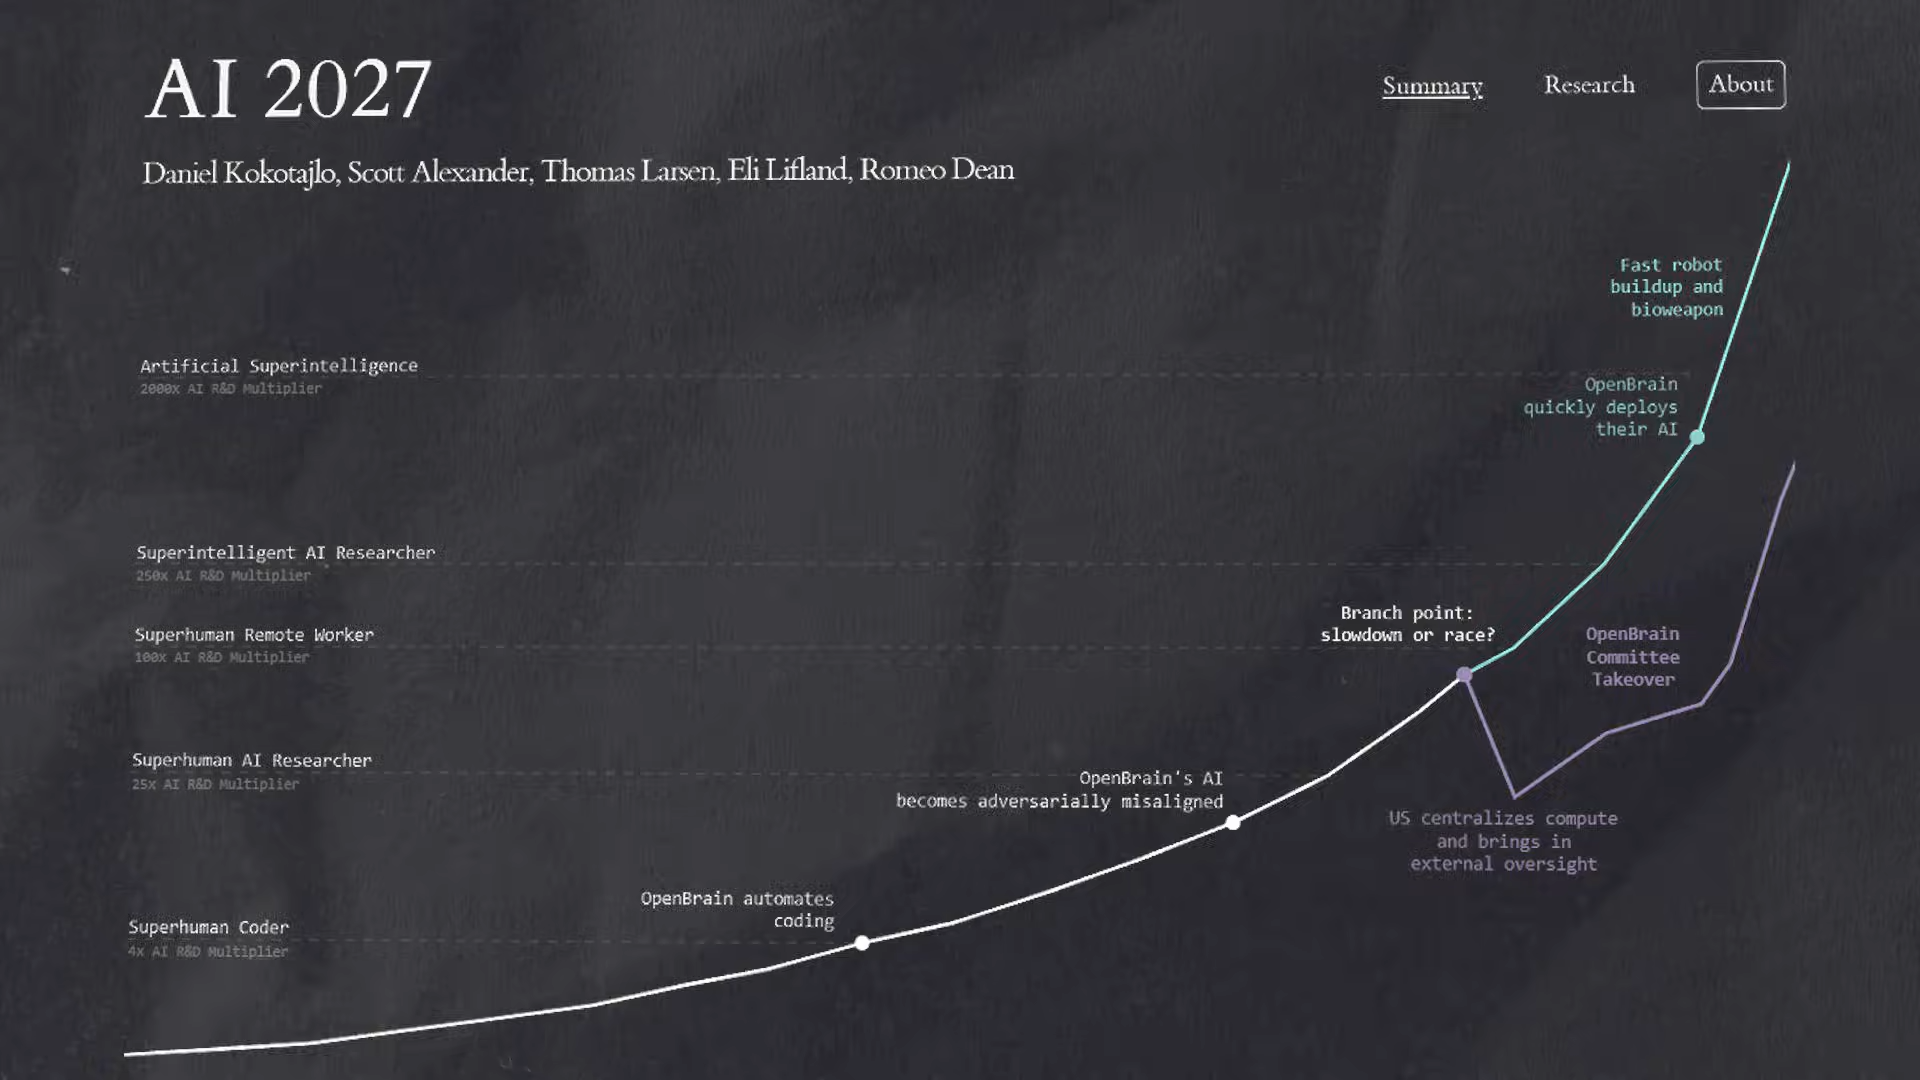 AI 2027
Summary
Research
About
Daniel Kokotajlo, Scott Alexander, Thomas Larsen, Eli Lifland, Romeo Dean
Fast robot
buildup and
bioweapon
Artificial Superintelligence
2000x AI R&D Multiplier
OpenBrain
quickly deploys
their AI
Superintelligent AI Researcher
250x AI R&D Multiplier
Branch point:
slowdown or race?
Superhuman Remote Worker
100x AI R&D Multiplier
OpenBrain
Committee
Takeover
Superhuman AI Researcher
25x AI R&D Multiplier
OpenBrain's AI
becomes adversarially misaligned
US centralizes compute
and brings in
external oversight
OpenBrain automates
coding
Superhuman Coder
4x AI R&D Multiplier